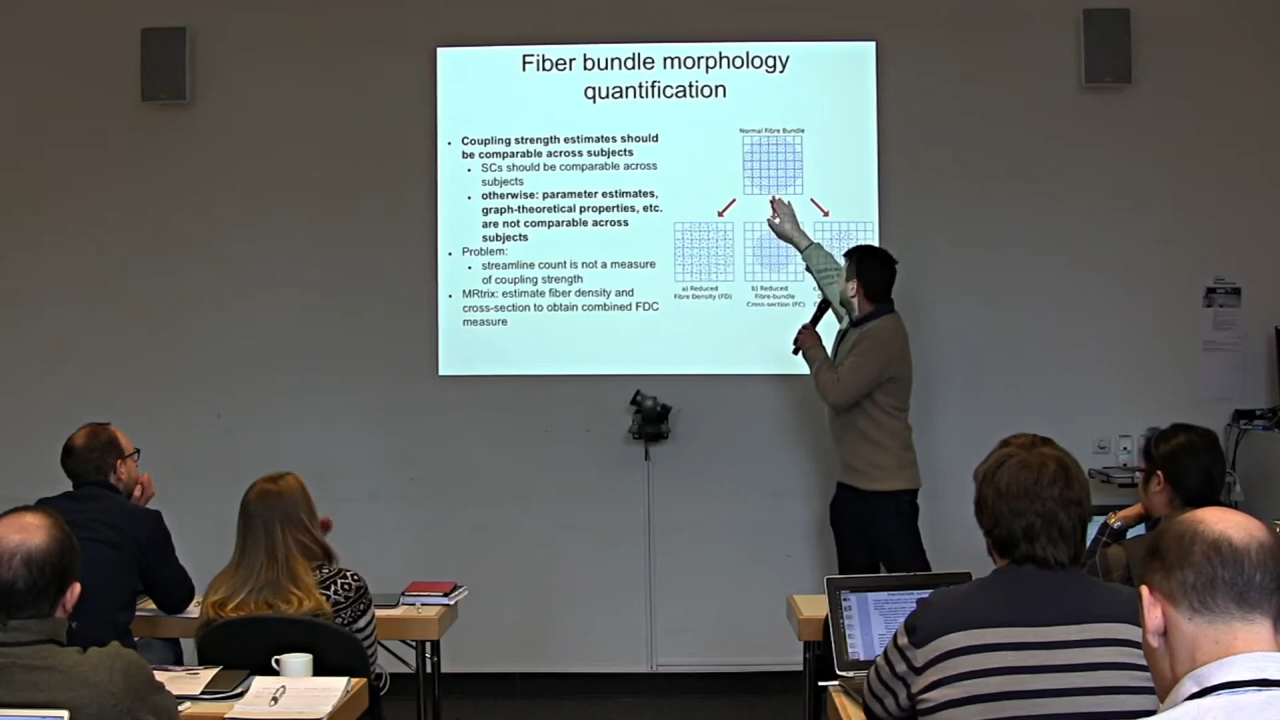 Fiber bundle morphology
quantification
Coupling strength estimates should
be comparable across subjects
SCs should be comparable across
subjects
otherwise: parameter estimates,
graph-theoretical properties, etc.
are not comparable across
subjects
Problem:
streamline count is not a measure
of coupling strength
MRtrix: estimate fiber density and
cross-section to obtain combined FDC
measure
Normal Fibre Bundle
a) Reduced
Fibre Density (FD)
b) Reduced
Fibre-bundle
Cross-section (FC)